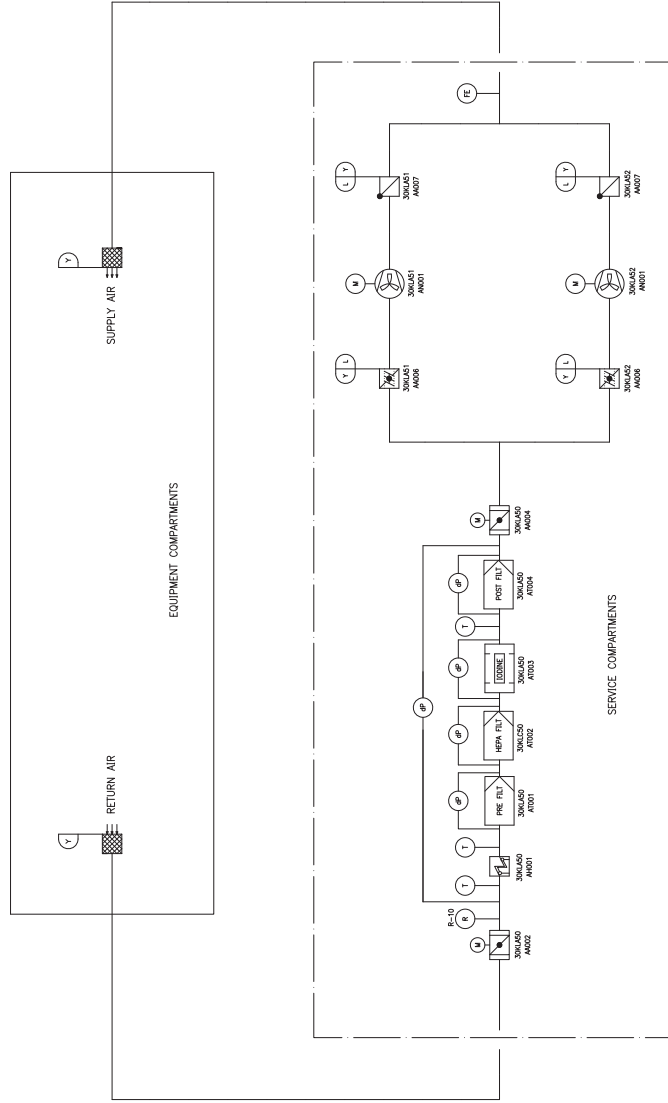 FE
Y
SUPPLY AIR
L Y
30KLA51
AA007
L Y
30KLA52
AA007
M
30KLA51
AN001
M
30KLA52
AN001
Y L
30KLA51
AA006
Y L
30KLA52
AA006
EQUIPMENT COMPARTMENTS
M
30KLA50
AA004
dP
POST FILT
30KLA50
AT004
T
dP
IODINE
30KLA50
AT003
SERVICE COMPARTMENTS
dP
dP
HEPA FILT
30KLC50
AT002
dP
PRE FILT
30KLA50
AT001
RETURN AIR
Y
T
30KLA50
AH001
T
R-10
R
M
30KLA50
AA002